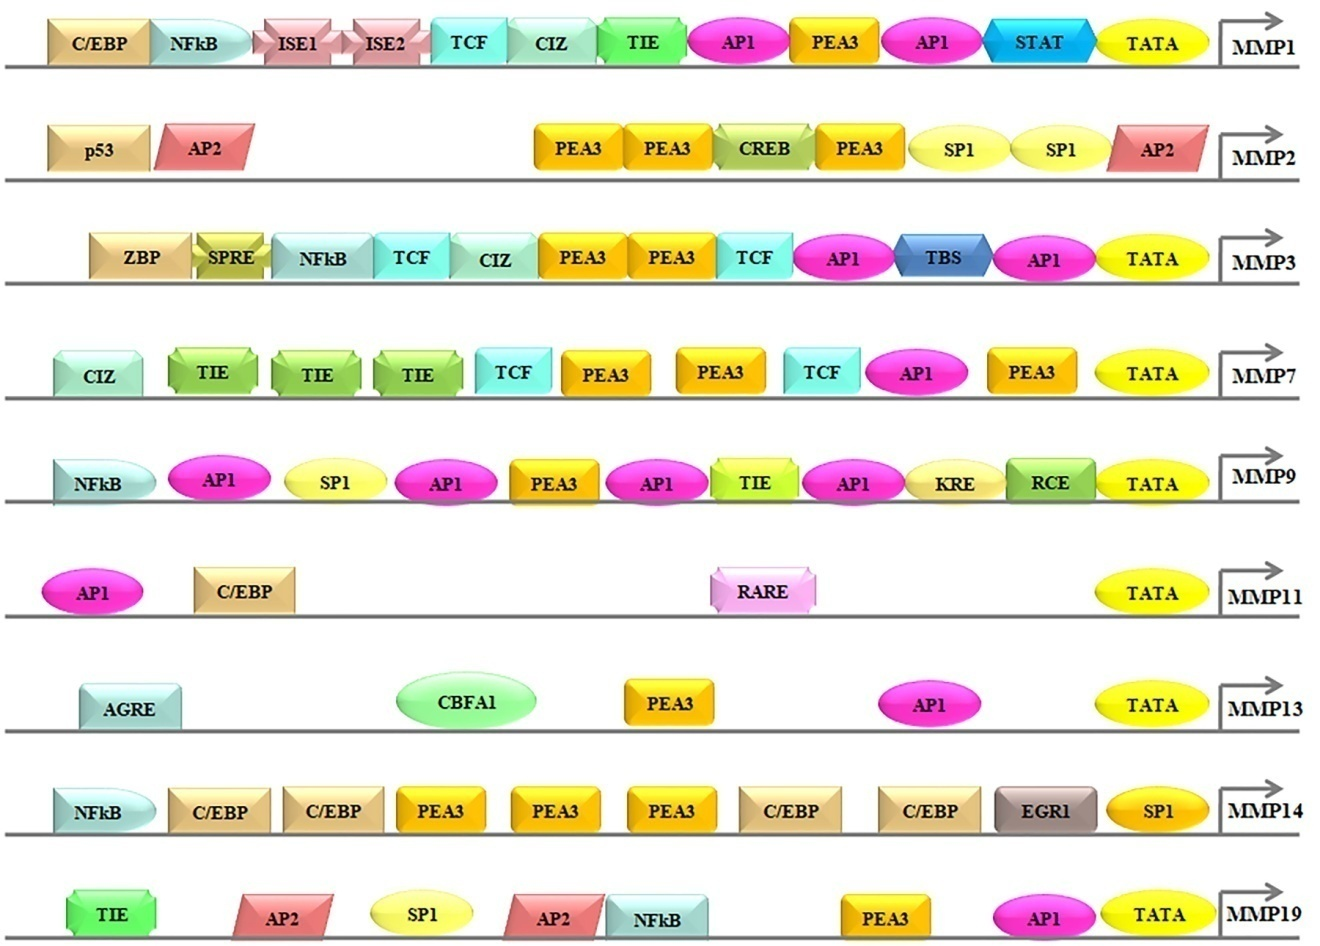 C/EBP NFkB ISE1 ISE2 TCF CIZ TIE AP1 PEA3 AP1 STAT TATA MMP1
p53 AP2 PEA3 PEA3 CREB PEA3 SP1 SP1 AP2 MMP2
ZBP SPRE NFkB TCF CIZ PEA3 PEA3 TCF AP1 TBS AP1 TATA MMP3
CIZ TIE TIE TIE TCF PEA3 PEA3 TCF AP1 PEA3 TATA MMP7
NFkB AP1 SP1 AP1 PEA3 AP1 TIE AP1 KRE RCE TATA MMP9
AP1 C/EBP RARE TATA MMP11
AGRE CBFA1 PEA3 AP1 TATA MMP13
NFkB C/EBP C/EBP PEA3 PEA3 PEA3 C/EBP C/EBP EGR1 SP1 MMP14
TIE AP2 SP1 AP2 NFkB PEA3 AP1 TATA MMP19